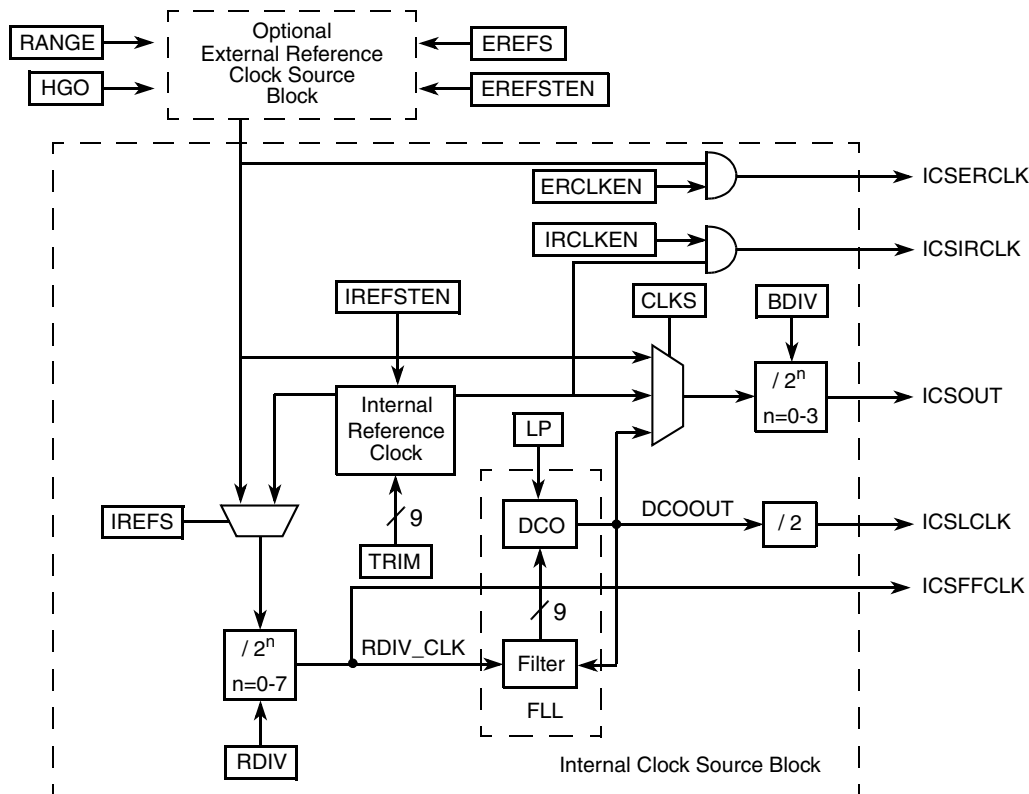 RANGE
HGO
Optional
External Reference
Clock Source
Block
EREFS
EREFSTEN
ERCLKEN
ICSERCLK
IRCLKEN
ICSIRCLK
IREFSTEN
CLKS
BDIV
Internal
Reference
Clock
/ 2n
n=0-3
ICSOUT
LP
IREFS
9
TRIM
DCO
DCOOUT
/ 2
ICSLCLK
ICSFFCLK
9
/ 2n
n=0-7
RDIV_CLK
Filter
FLL
RDIV
Internal Clock Source Block